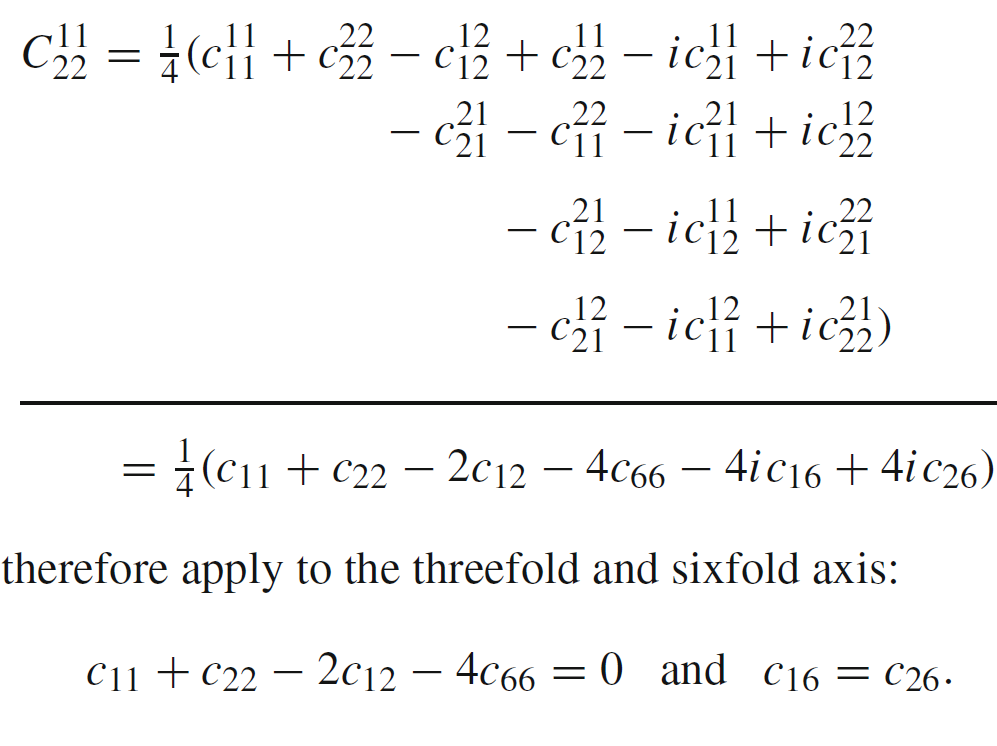 $C_{22}^{11} = \frac{1}{4}(c_{11}^{11} + c_{22}^{22} - c_{12}^{12} + c_{22}^{11} - ic_{21}^{11} + ic_{12}^{22}$
$- c_{21}^{21} - c_{11}^{22} - ic_{11}^{21} + ic_{22}^{12}$
$- c_{12}^{21} - ic_{12}^{11} + ic_{21}^{22}$
$- c_{21}^{12} - ic_{11}^{12} + ic_{22}^{21})$
$= \frac{1}{4}(c_{11} + c_{22} - 2c_{12} - 4c_{66} - 4ic_{16} + 4ic_{26})$
therefore apply to the threefold and sixfold axis:
$c_{11} + c_{22} - 2c_{12} - 4c_{66} = 0$ and $c_{16} = c_{26}.$